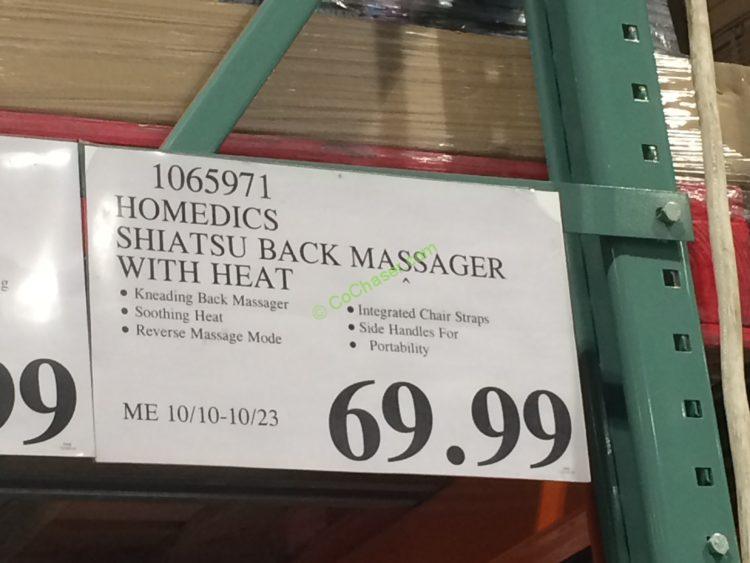 1065971
HOMEDICS
SHIATSU BACK MASSAGER
WITH HEAT
• Kneading Back Massager
• Soothing Heat
• Reverse Massage Mode
• Integrated Chair Straps
• Side Handles For
• Portability
ME 10/10-10/23
69.99
© CoChaser.com
g
99